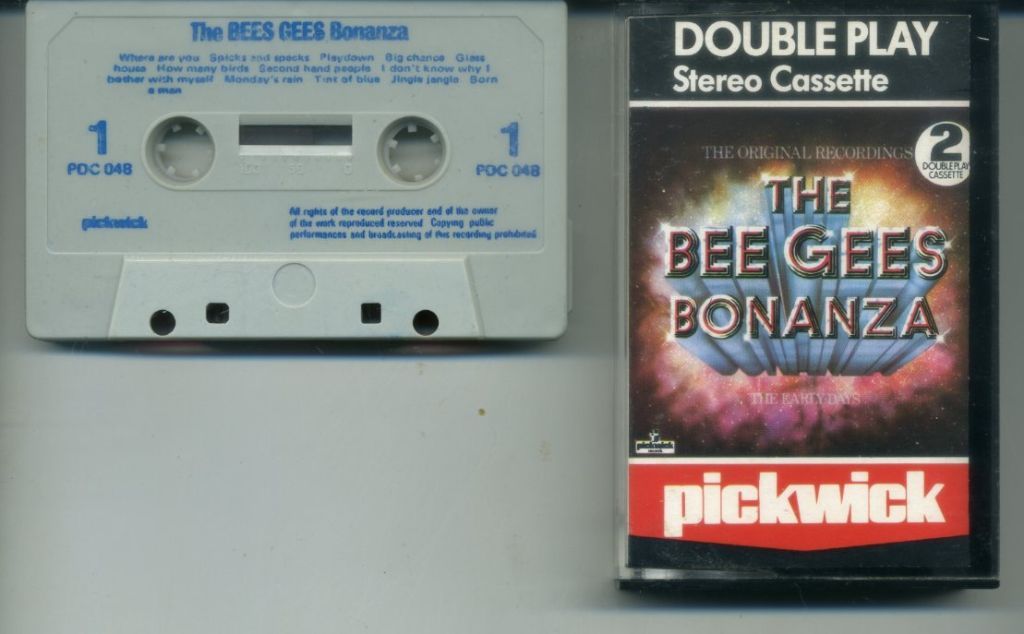 The BEES GEES Bonanza
Where are you Spicks and specks Playdown Big chance Glass
house How many birds Second hand people I don't know why I
bother with myself Monday's rain Tint of blue Jingle jangle Born
a man
1
PDC 048
1
PDC 048
pickwick
All rights of the record producer and of the owner
of the work reproduced reserved Copying public
performances and broadcasting of this recording prohibited
DOUBLE PLAY
Stereo Cassette
THE ORIGINAL RECORDINGS
2
DOUBLE PLAY
CASSETTE
THE
BEE GEES
BONANZA
THE EARLY DAYS
pickwick
pickwick